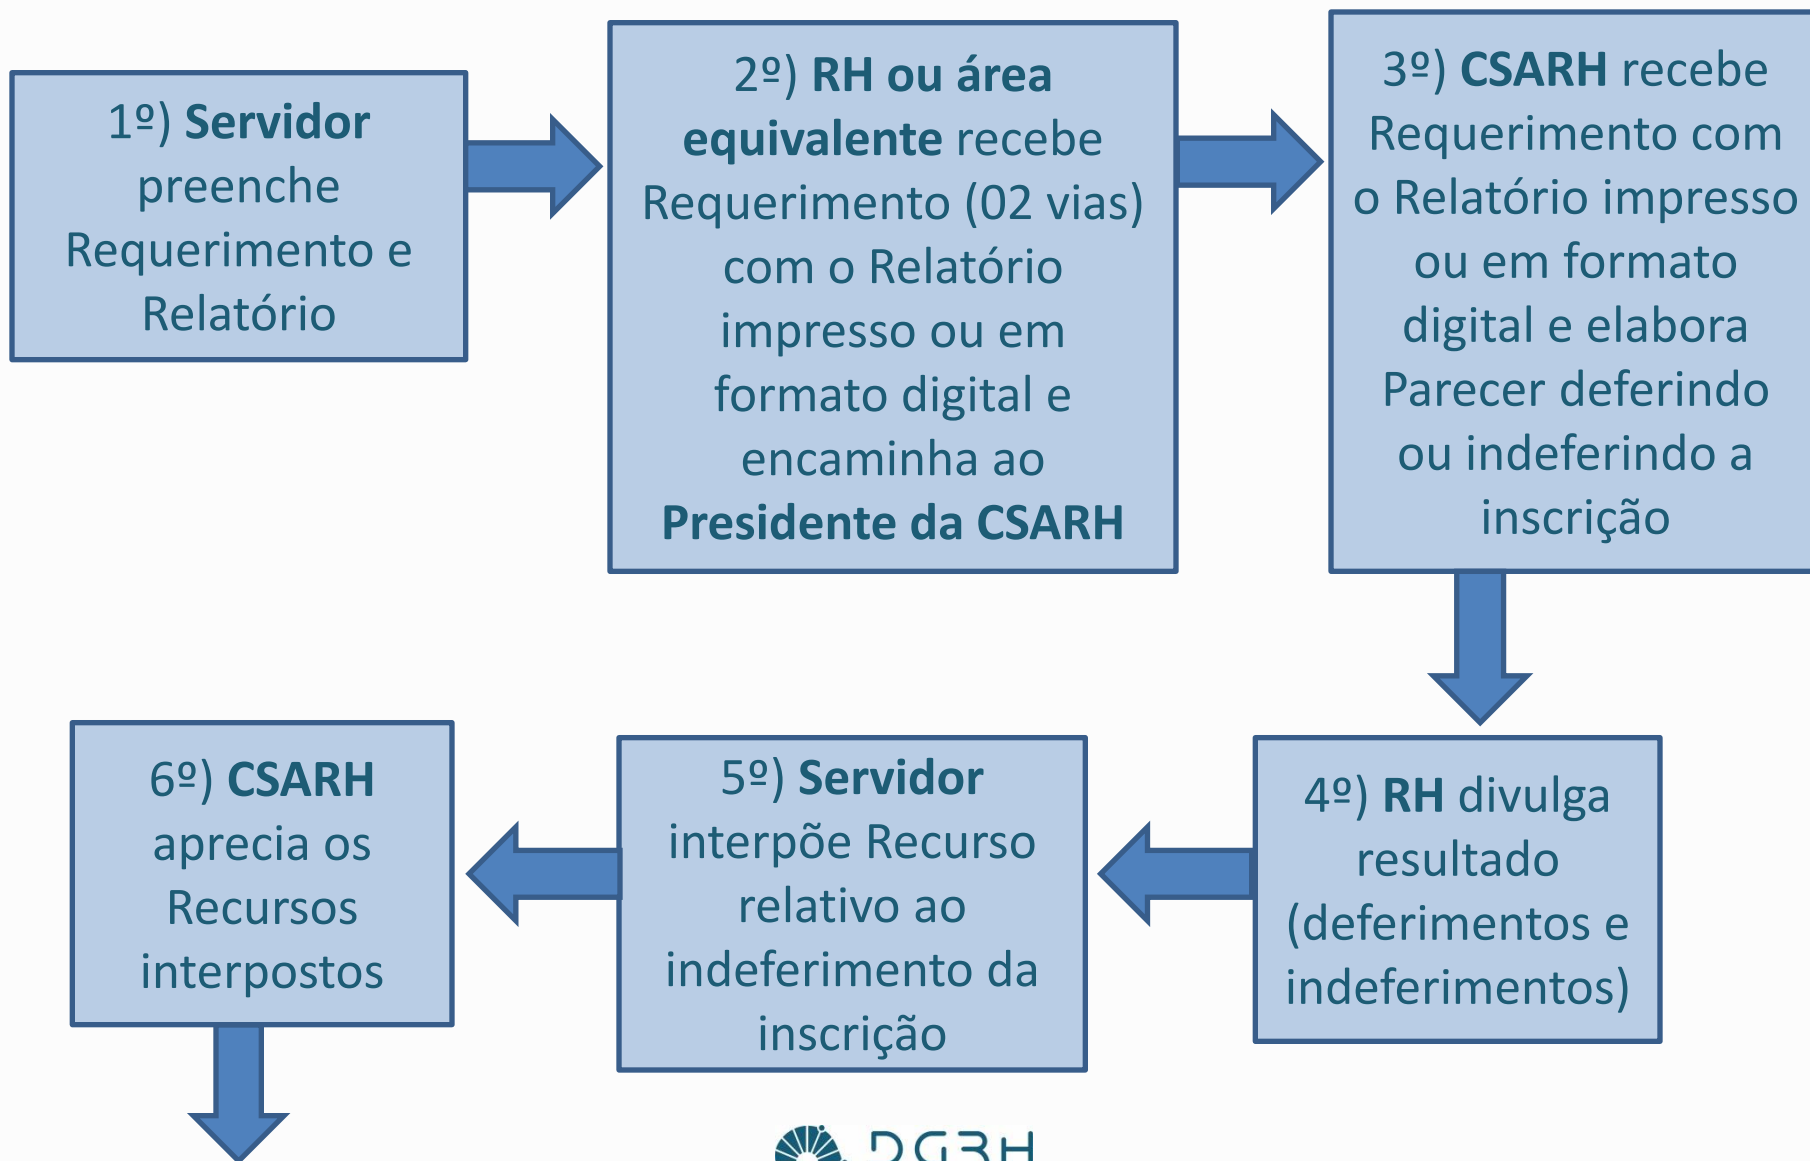 1º) Servidor
preenche
Requerimento e
Relatório
2º) RH ou área
equivalente recebe
Requerimento (02 vias)
com o Relatório
impresso ou em
formato digital e
encaminha ao
Presidente da CSARH
3º) CSARH recebe
Requerimento com
o Relatório impresso
ou em formato
digital e elabora
Parecer deferindo
ou indeferindo a
inscrição
4º) RH divulga
resultado
(deferimentos e
indeferimentos)
5º) Servidor
interpõe Recurso
relativo ao
indeferimento da
inscrição
6º) CSARH
aprecia os
Recursos
interpostos
DGRH